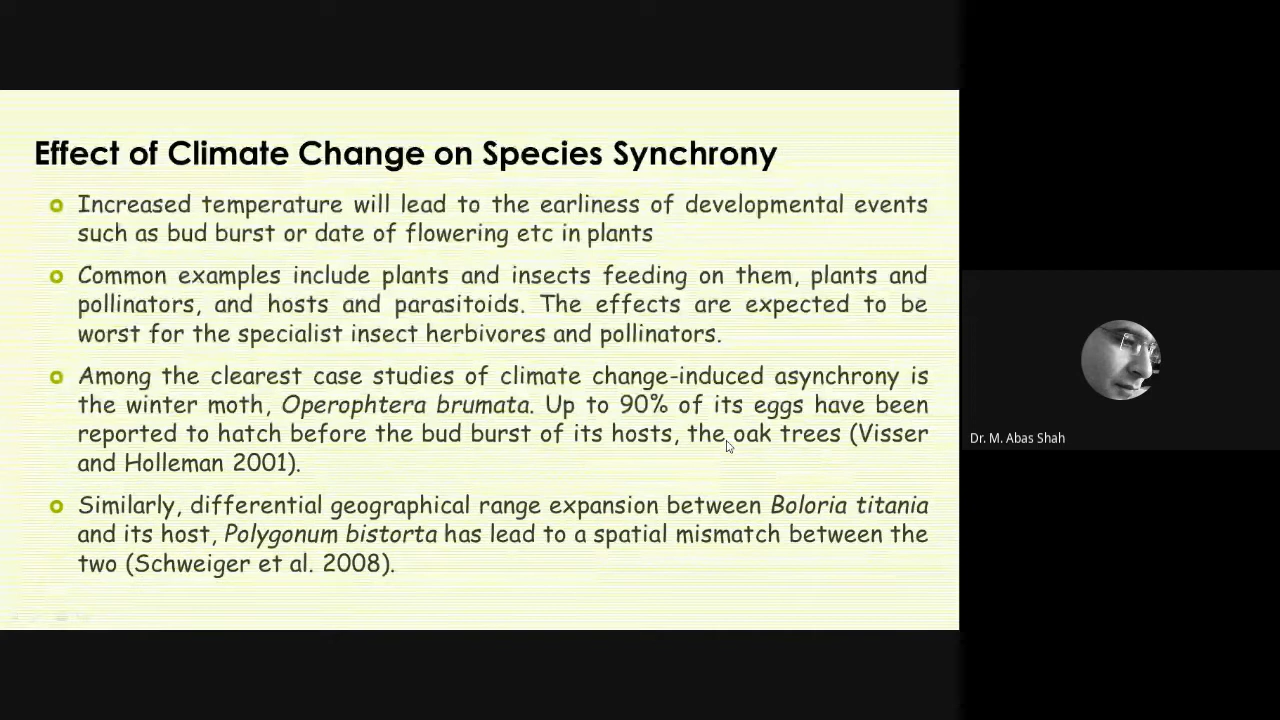 Effect of Climate Change on Species Synchrony
Increased temperature will lead to the earliness of developmental events
such as bud burst or date of flowering etc in plants
Common examples include plants and insects feeding on them, plants and
pollinators, and hosts and parasitoids. The effects are expected to be
worst for the specialist insect herbivores and pollinators.
Among the clearest case studies of climate change-induced asynchrony is
the winter moth, Operophtera brumata. Up to 90% of its eggs have been
reported to hatch before the bud burst of its hosts, the oak trees (Visser
and Holleman 2001).
Similarly, differential geographical range expansion between Boloria titania
and its host, Polygonum bistorta has lead to a spatial mismatch between the
two (Schweiger et al. 2008).
Dr. M. Abas Shah